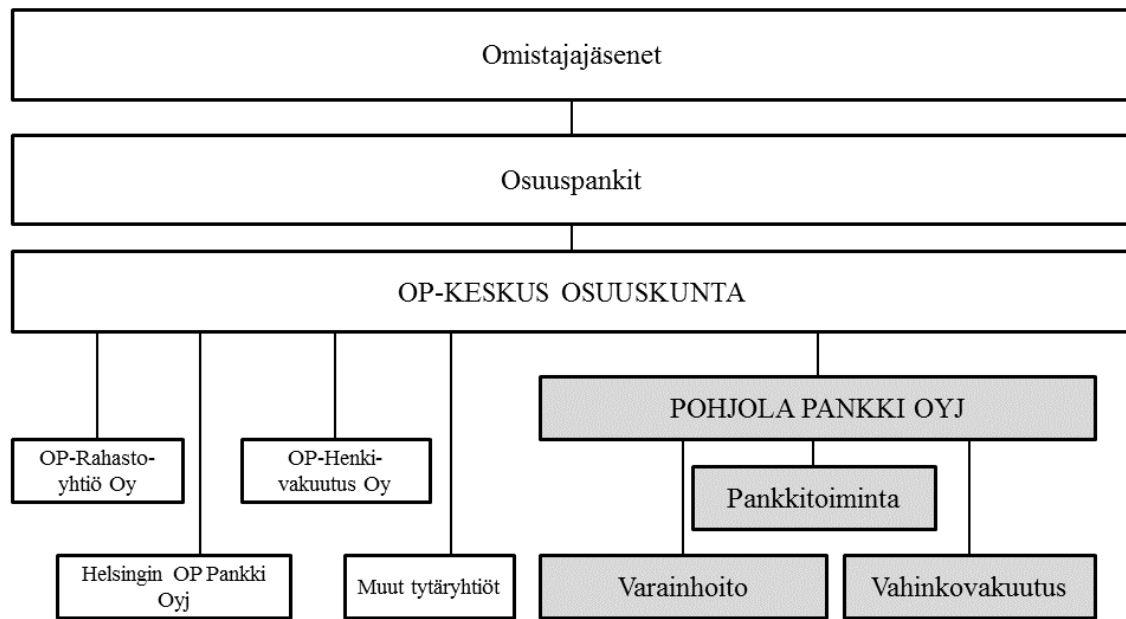 Omistajajäsenet
Osuuspankit
OP-KESKUS OSUUSKUNTA
POHJOLA PANKKI OYJ
OP-Rahasto-
yhtiö Oy
OP-Henki-
vakuutus Oy
Pankkitoiminta
Helsingin OP Pankki
Oyj
Muut tytäryhtiöt
Varainhoito
Vahinkovakuutus